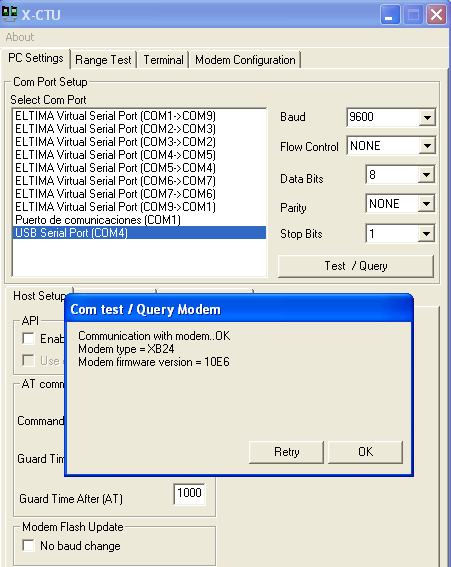 X-CTU
About
PC Settings Range Test Terminal Modem Configuration
Com Port Setup
Select Com Port
ELTIMA Virtual Serial Port (COM1->COM9)
ELTIMA Virtual Serial Port (COM2->COM3)
ELTIMA Virtual Serial Port (COM3->COM2)
ELTIMA Virtual Serial Port (COM4->COM5)
ELTIMA Virtual Serial Port (COM5->COM4)
ELTIMA Virtual Serial Port (COM6->COM7)
ELTIMA Virtual Serial Port (COM7->COM6)
ELTIMA Virtual Serial Port (COM9->COM1)
Puerto de comunicaciones (COM1)
USB Serial Port (COM4)
Baud 9600
Flow Control NONE
Data Bits 8
Parity NONE
Stop Bits 1
Test / Query
Host Setup
API
Enab
Use
AT comm
Command
Guard Tim
Com test / Query Modem
Communication with modem..OK
Modem type = XB24
Modem firmware version = 10E6
Retry OK
Guard Time After (AT) 1000
Modem Flash Update
No baud change